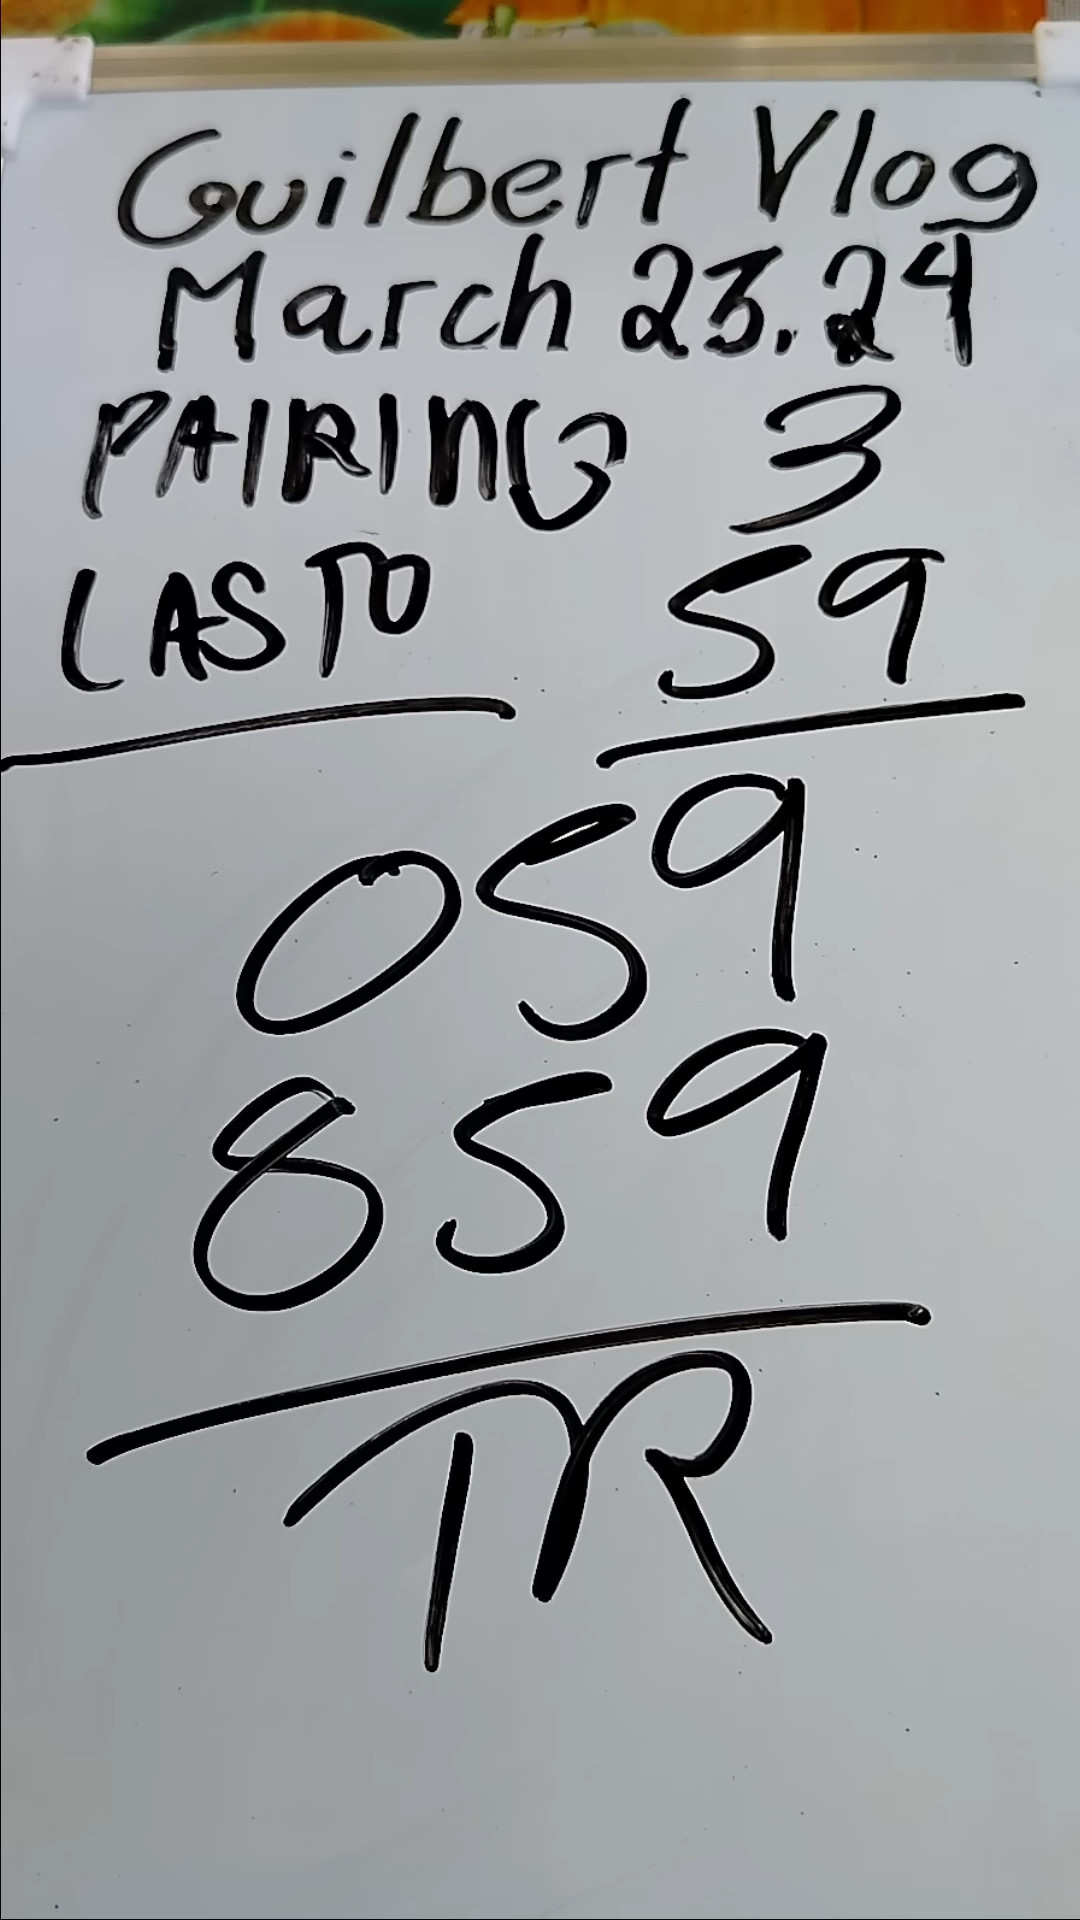 Guilbert Vlog
March 23.24
PAIRING 3
LASTO 59
059
859
TR